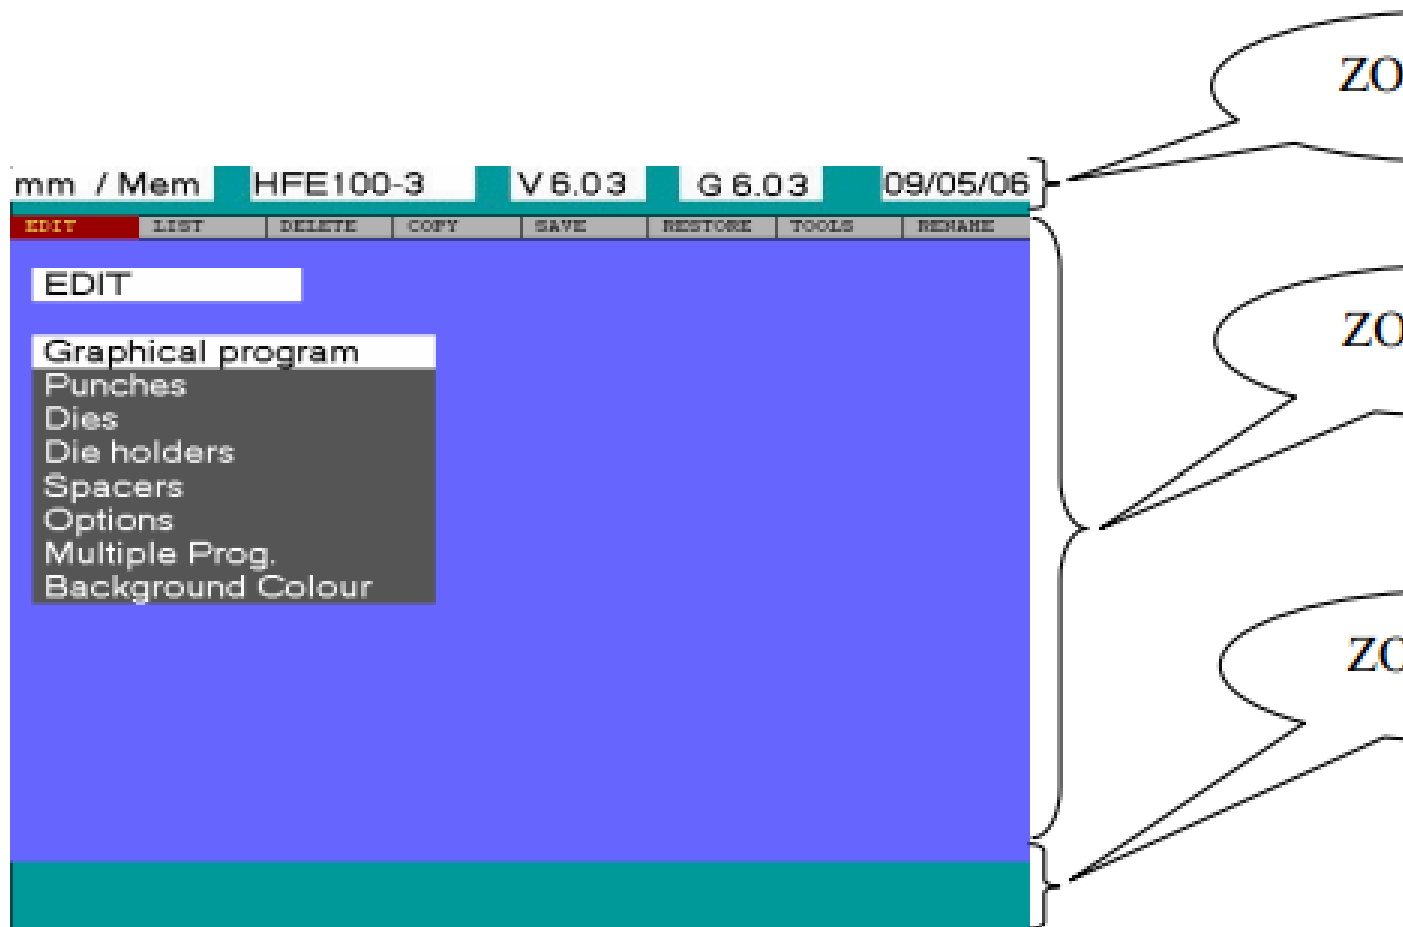 ZO
mm / Mem HFE100-3 V 6.03 G 6.03 09/05/06
EDIT LIST DELETE COPY SAVE RESTORE TOOLS RENAME
EDIT
ZO
Graphical program
Punches
Dies
Die holders
Spacers
Options
Multiple Prog.
Background Colour
ZO